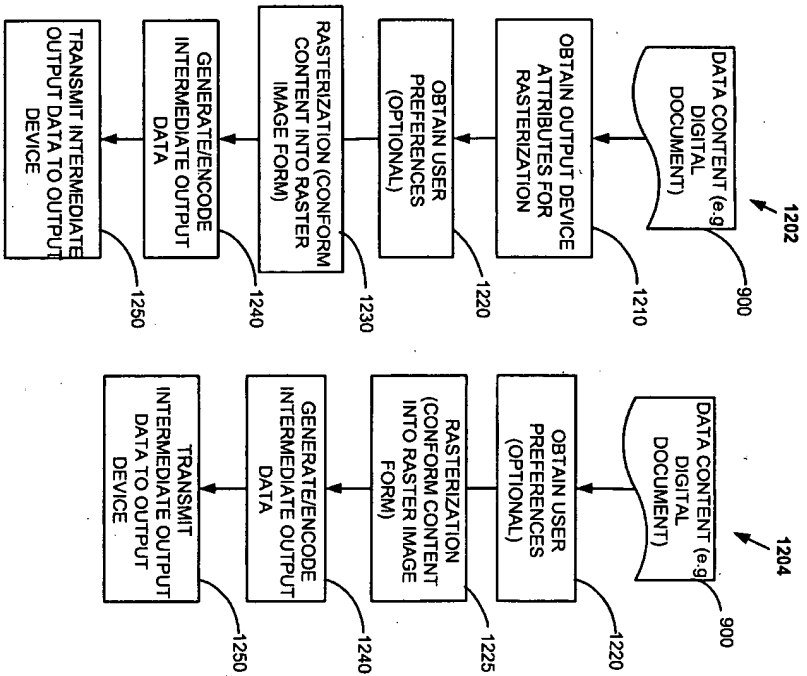 1202
DATA CONTENT (e.g
DIGITAL
DOCUMENT)
900
OBTAIN OUTPUT DEVICE
ATTRIBUTES FOR
RASTERIZATION
1210
OBTAIN USER
PREFERENCES
(OPTIONAL)
1220
RASTERIZATION (CONFORM
CONTENT INTO RASTER
IMAGE FORM)
1230
GENERATE/ENCODE
INTERMEDIATE OUTPUT
DATA
1240
TRANSMIT INTERMEDIATE
OUTPUT DATA TO OUTPUT
DEVICE
1250
1204
DATA CONTENT (e.g
DIGITAL
DOCUMENT)
900
OBTAIN USER
PREFERENCES
(OPTIONAL)
1220
RASTERIZATION
(CONFORM CONTENT
INTO RASTER IMAGE
FORM)
1225
GENERATE/ENCODE
INTERMEDIATE OUTPUT
DATA
1240
TRANSMIT
INTERMEDIATE OUTPUT
DATA TO OUTPUT
DEVICE
1250